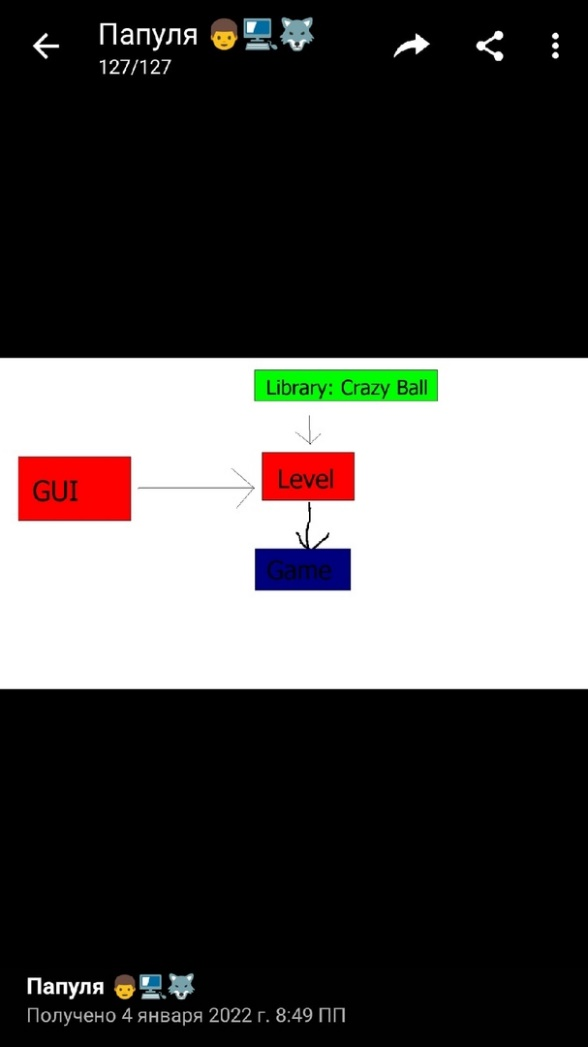 Папуля 👨💻🐺
127/127
Library: Crazy Ball
GUI
Level
Game
Папуля 👨💻🐺
Получено 4 января 2022 г. 8:49 ПП